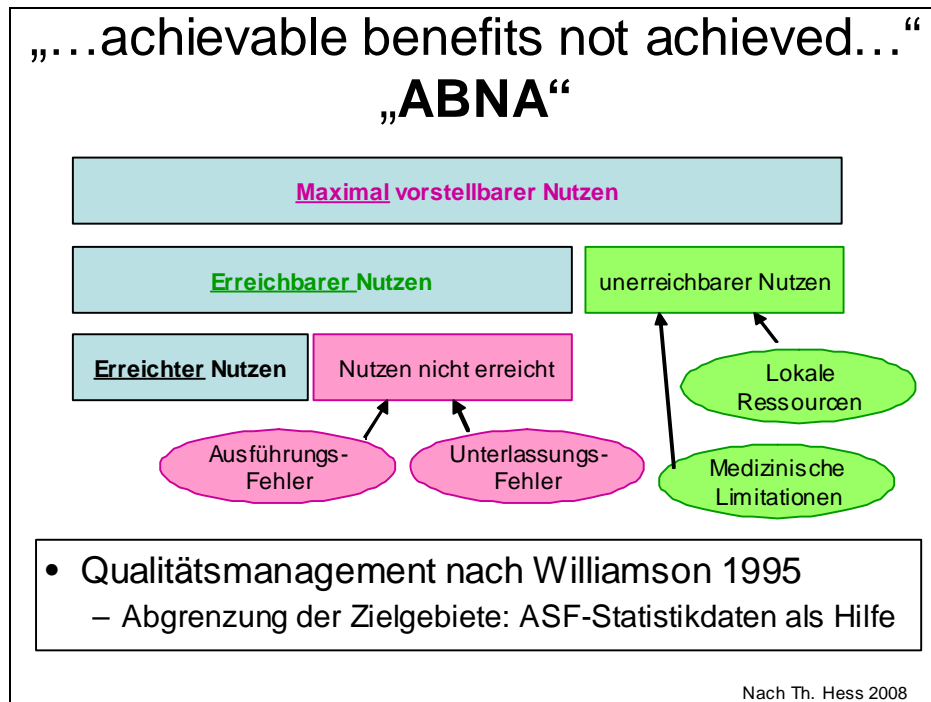 „…achievable benefits not achieved…“
„ABNA“
Maximal vorstellbarer Nutzen
Erreichbarer Nutzen
unerreichbarer Nutzen
Erreichter Nutzen
Nutzen nicht erreicht
Lokale
Ressourcen
Ausführungs-
Fehler
Unterlassungs-
Fehler
Medizinische
Limitationen
• Qualitätsmanagement nach Williamson 1995
– Abgrenzung der Zielgebiete: ASF-Statistikdaten als Hilfe
Nach Th. Hess 2008